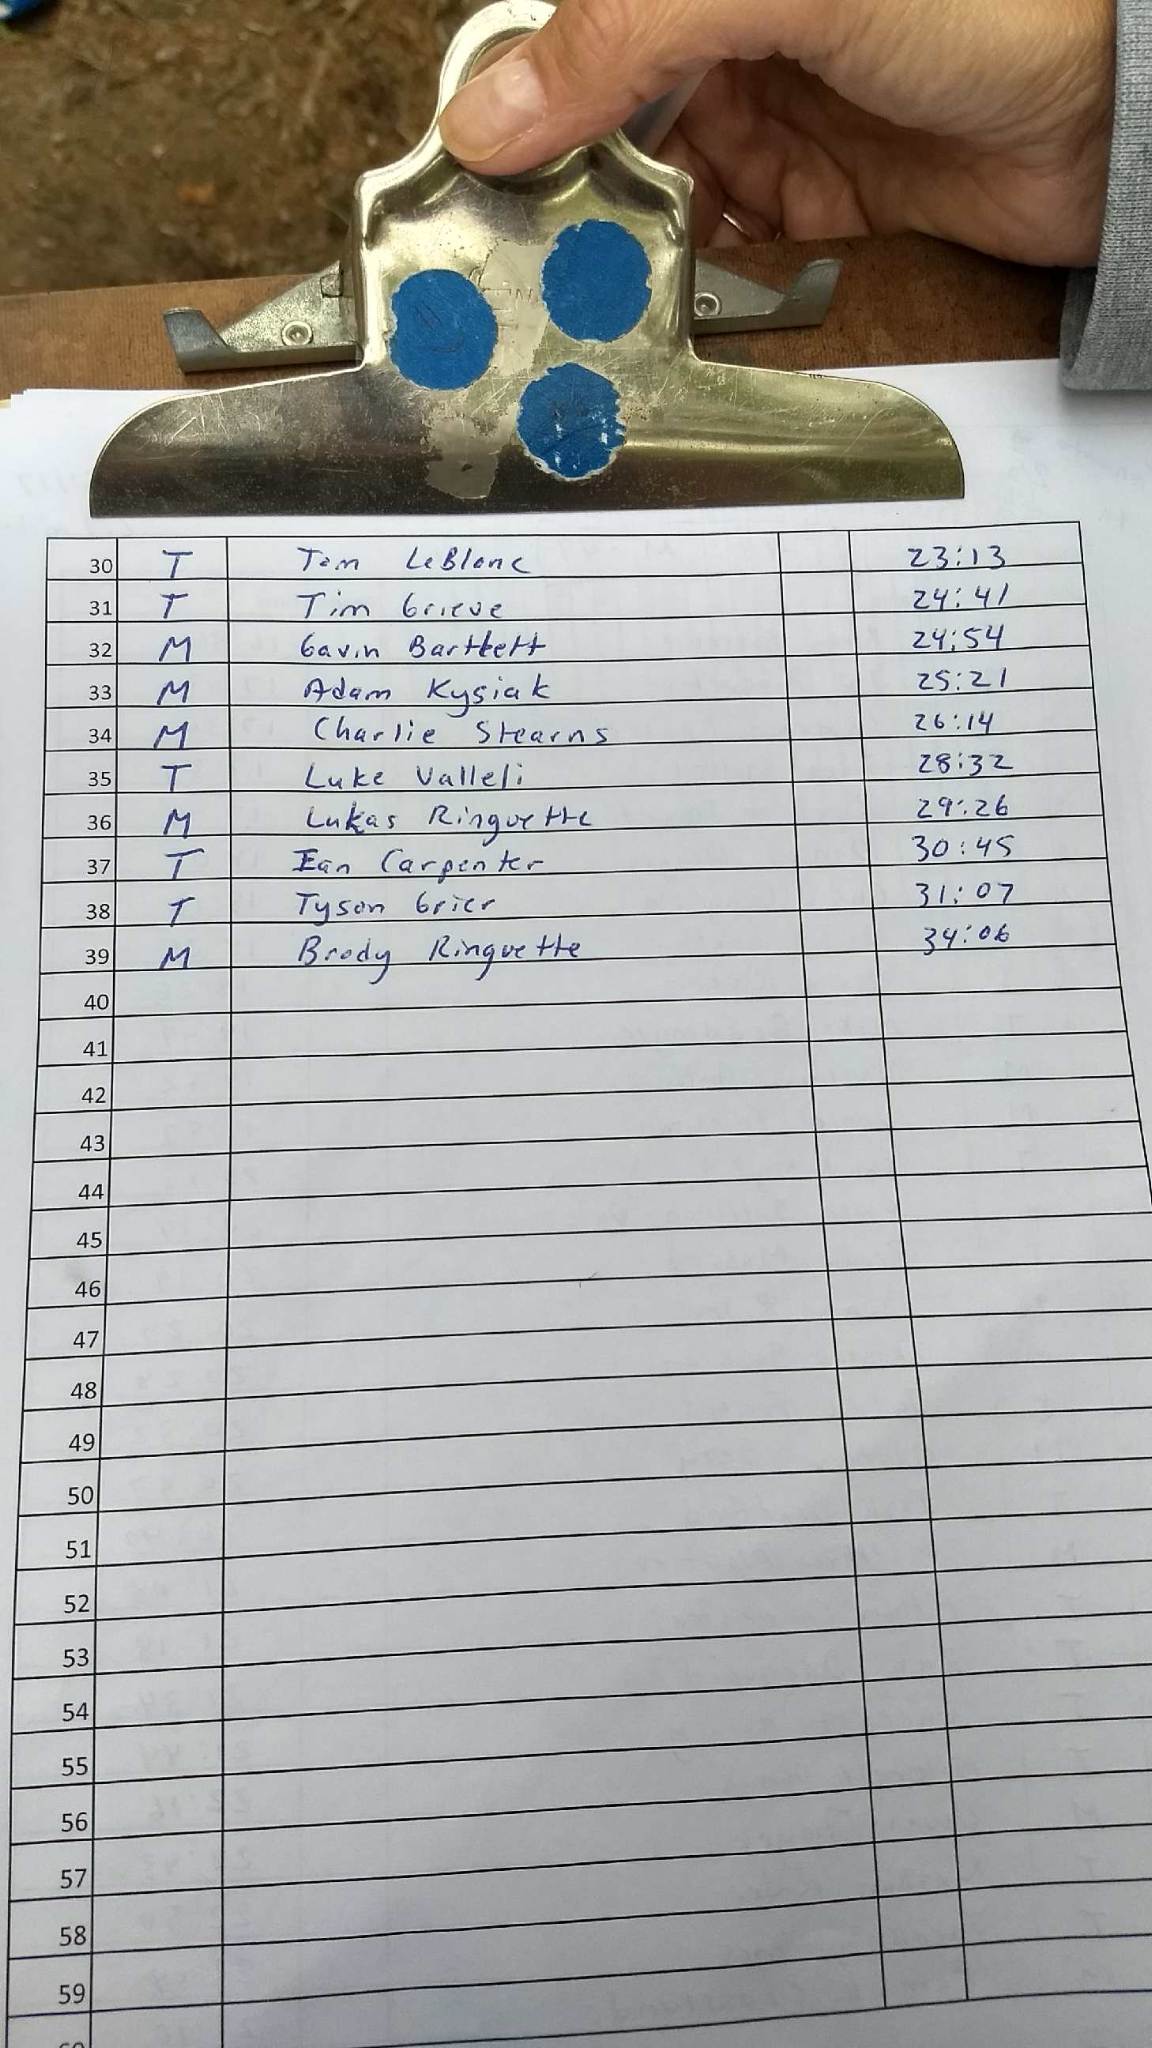 30 T Tom LeBlanc 23:13
31 T Tim Grieve 24:41
32 M Gavin Bartlett 24:54
33 M Adam Kysiak 25:21
34 M Charlie Stearns 26:14
35 T Luke Valleli 28:32
36 M Lukas Ringuette 29:26
37 T Ian Carpenter 30:45
38 T Tyson Grier 31:07
39 M Brody Ringuette 34:06
40
41
42
43
44
45
46
47
48
49
50
51
52
53
54
55
56
57
58
59
60